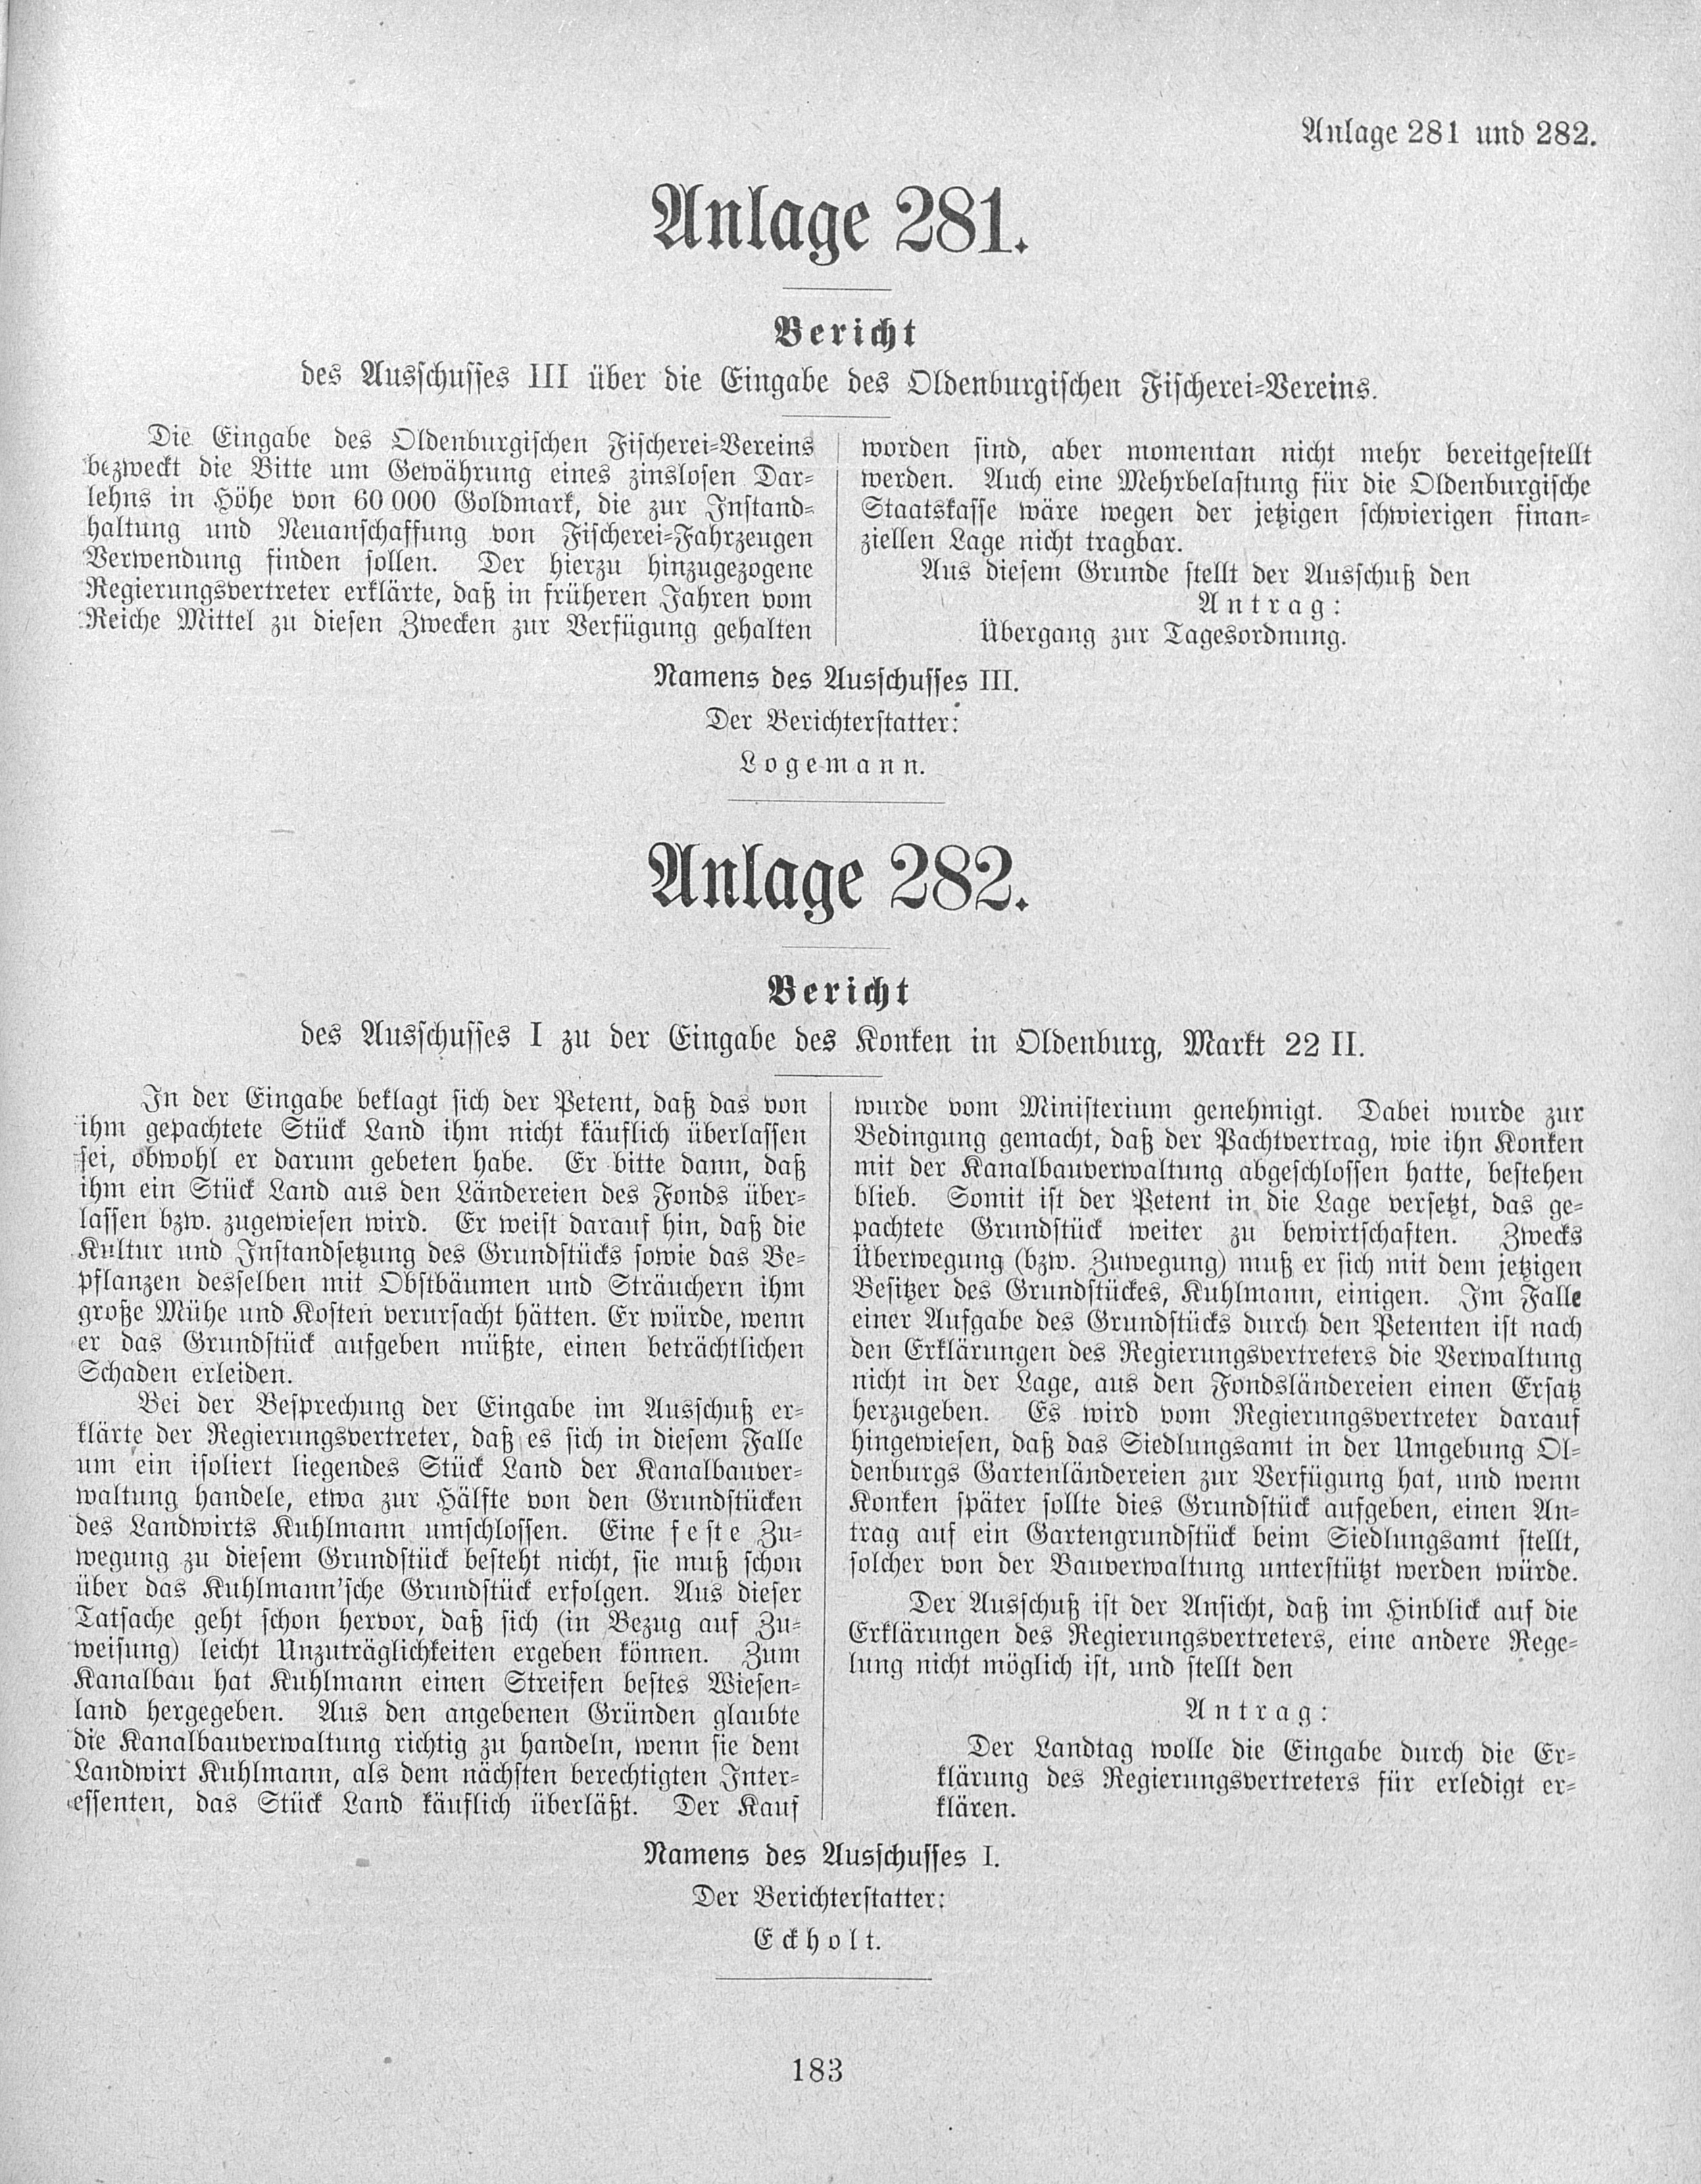 Anlage 281 und 282.
Anlage 281.
Bericht
des Ausschusses III über die Eingabe des Oldenburgischen Fischerei-Vereins.
Die Eingabe des Oldenburgischen Fischerei-Vereins
bezweckt die Bitte um Gewährung eines zinslosen Dar-
lehns in Höhe von 60 000 Goldmark, die zur Instand-
haltung und Neuanschaffung von Fischerei-Fahrzeugen
Verwendung finden sollen. Der hierzu hinzugezogene
Regierungsvertreter erklärte, daß in früheren Jahren vom
Reiche Mittel zu diesen Zwecken zur Verfügung gehalten
worden sind, aber momentan nicht mehr bereitgestellt
werden. Auch eine Mehrbelastung für die Oldenburgische
Staatskasse wäre wegen der jetzigen schwierigen finan-
ziellen Lage nicht tragbar.
Aus diesem Grunde stellt der Ausschuß den
Antrag:
Übergang zur Tagesordnung.
Namens des Ausschusses III.
Der Berichterstatter:
Logemann.
Anlage 282.
Bericht
des Ausschusses I zu der Eingabe des Konken in Oldenburg, Markt 22 II.
In der Eingabe beklagt sich der Petent, daß das von
ihm gepachtete Stück Land ihm nicht käuflich überlassen
sei, obwohl er darum gebeten habe. Er bitte dann, daß
ihm ein Stück Land aus den Ländereien des Fonds über-
lassen bzw. zugewiesen wird. Er weist darauf hin, daß die
Kultur und Instandsetzung des Grundstücks sowie das Be-
pflanzen desselben mit Obstbäumen und Sträuchern ihm
große Mühe und Kosten verursacht hätten. Er würde, wenn
er das Grundstück aufgeben müßte, einen beträchtlichen
Schaden erleiden.
Bei der Besprechung der Eingabe im Ausschuß er-
klärte der Regierungsvertreter, daß es sich in diesem Falle
um ein isoliert liegendes Stück Land der Kanalbauver-
waltung handele, etwa zur Hälfte von den Grundstücken
des Landwirts Kuhlmann umschlossen. Eine feste Zu-
wegung zu diesem Grundstück besteht nicht, sie muß schon
über das Kuhlmann'sche Grundstück erfolgen. Aus dieser
Tatsache geht schon hervor, daß sich (in Bezug auf Zu-
weisung) leicht Unzuträglichkeiten ergeben können. Zum
Kanalbau hat Kuhlmann einen Streifen bestes Wiesen-
land hergegeben. Aus den angebenen Gründen glaubte
die Kanalbauverwaltung richtig zu handeln, wenn sie dem
Landwirt Kuhlmann, als dem nächsten berechtigten Inter-
essenten, das Stück Land käuflich überläßt. Der Kauf
wurde vom Ministerium genehmigt. Dabei wurde zur
Bedingung gemacht, daß der Pachtvertrag, wie ihn Konken
mit der Kanalbauverwaltung abgeschlossen hatte, bestehen
blieb. Somit ist der Petent in die Lage versetzt, das ge-
pachtete Grundstück weiter zu bewirtschaften. Zwecks
Überwegung (bzw. Zuwegung) muß er sich mit dem jetzigen
Besitzer des Grundstückes, Kuhlmann, einigen. Im Falle
einer Aufgabe des Grundstücks durch den Petenten ist nach
den Erklärungen des Regierungsvertreters die Verwaltung
nicht in der Lage, aus den Fondsländereien einen Ersatz
herzugeben. Es wird vom Regierungsvertreter darauf
hingewiesen, daß das Siedlungsamt in der Umgebung Ol-
denburgs Gartenländereien zur Verfügung hat, und wenn
Konken später sollte dies Grundstück aufgeben, einen An-
trag auf ein Gartengrundstück beim Siedlungsamt stellt,
solcher von der Bauverwaltung unterstützt werden würde.
Der Ausschuß ist der Ansicht, daß im Hinblick auf die
Erklärungen des Regierungsvertreters, eine andere Rege-
lung nicht möglich ist, und stellt den
Antrag:
Der Landtag wolle die Eingabe durch die Er-
klärung des Regierungsvertreters für erledigt er-
klären.
Namens des Ausschusses I.
Der Berichterstatter:
Eckholt.
183